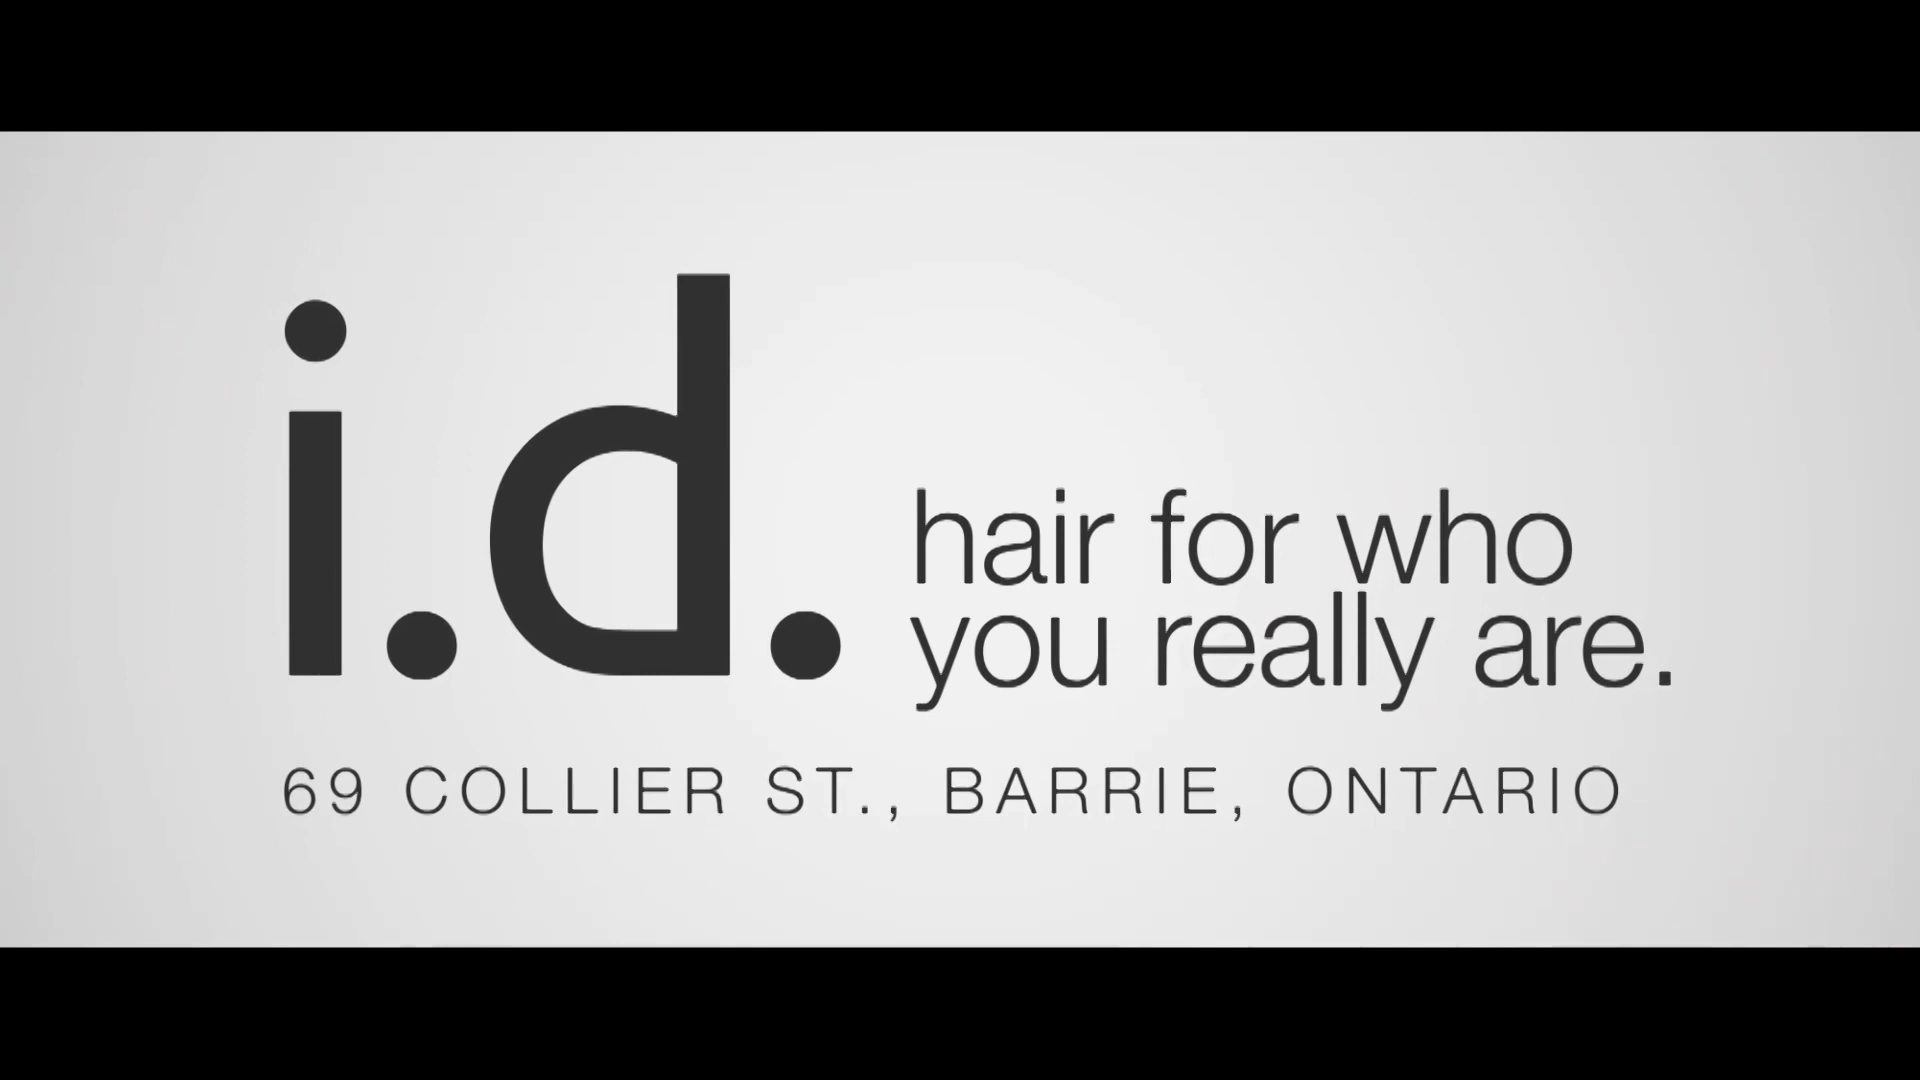 i.d.
hair for who
you really are.
69 COLLIER ST., BARRIE, ONTARIO